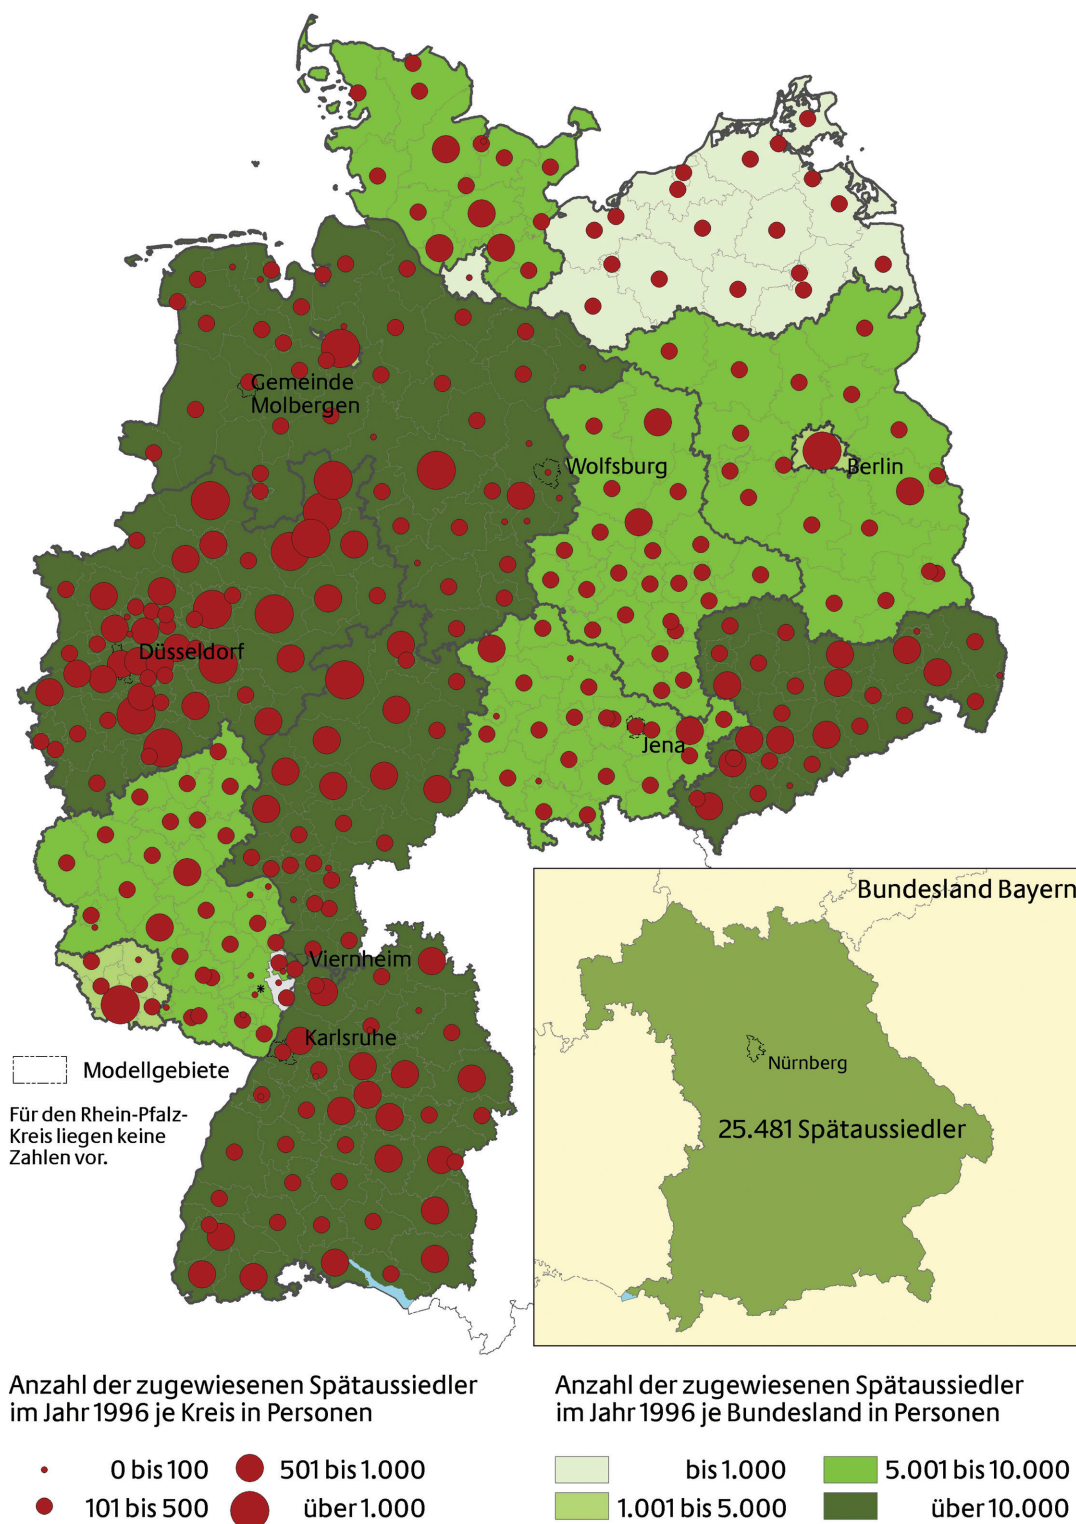 Gemeinde
Molbergen
Wolfsburg
Berlin
Düsseldorf
Jena
Bundesland Bayern
Viernheim
*
Karlsruhe
Nürnberg
25.481 Spätaussiedler
Modellgebiete
Für den Rhein-Pfalz-
Kreis liegen keine
Zahlen vor.
Anzahl der zugewiesenen Spätaussiedler
im Jahr 1996 je Kreis in Personen
0 bis 100
501 bis 1.000
101 bis 500
über 1.000
Anzahl der zugewiesenen Spätaussiedler
im Jahr 1996 je Bundesland in Personen
bis 1.000
5.001 bis 10.000
1.001 bis 5.000
über 10.000